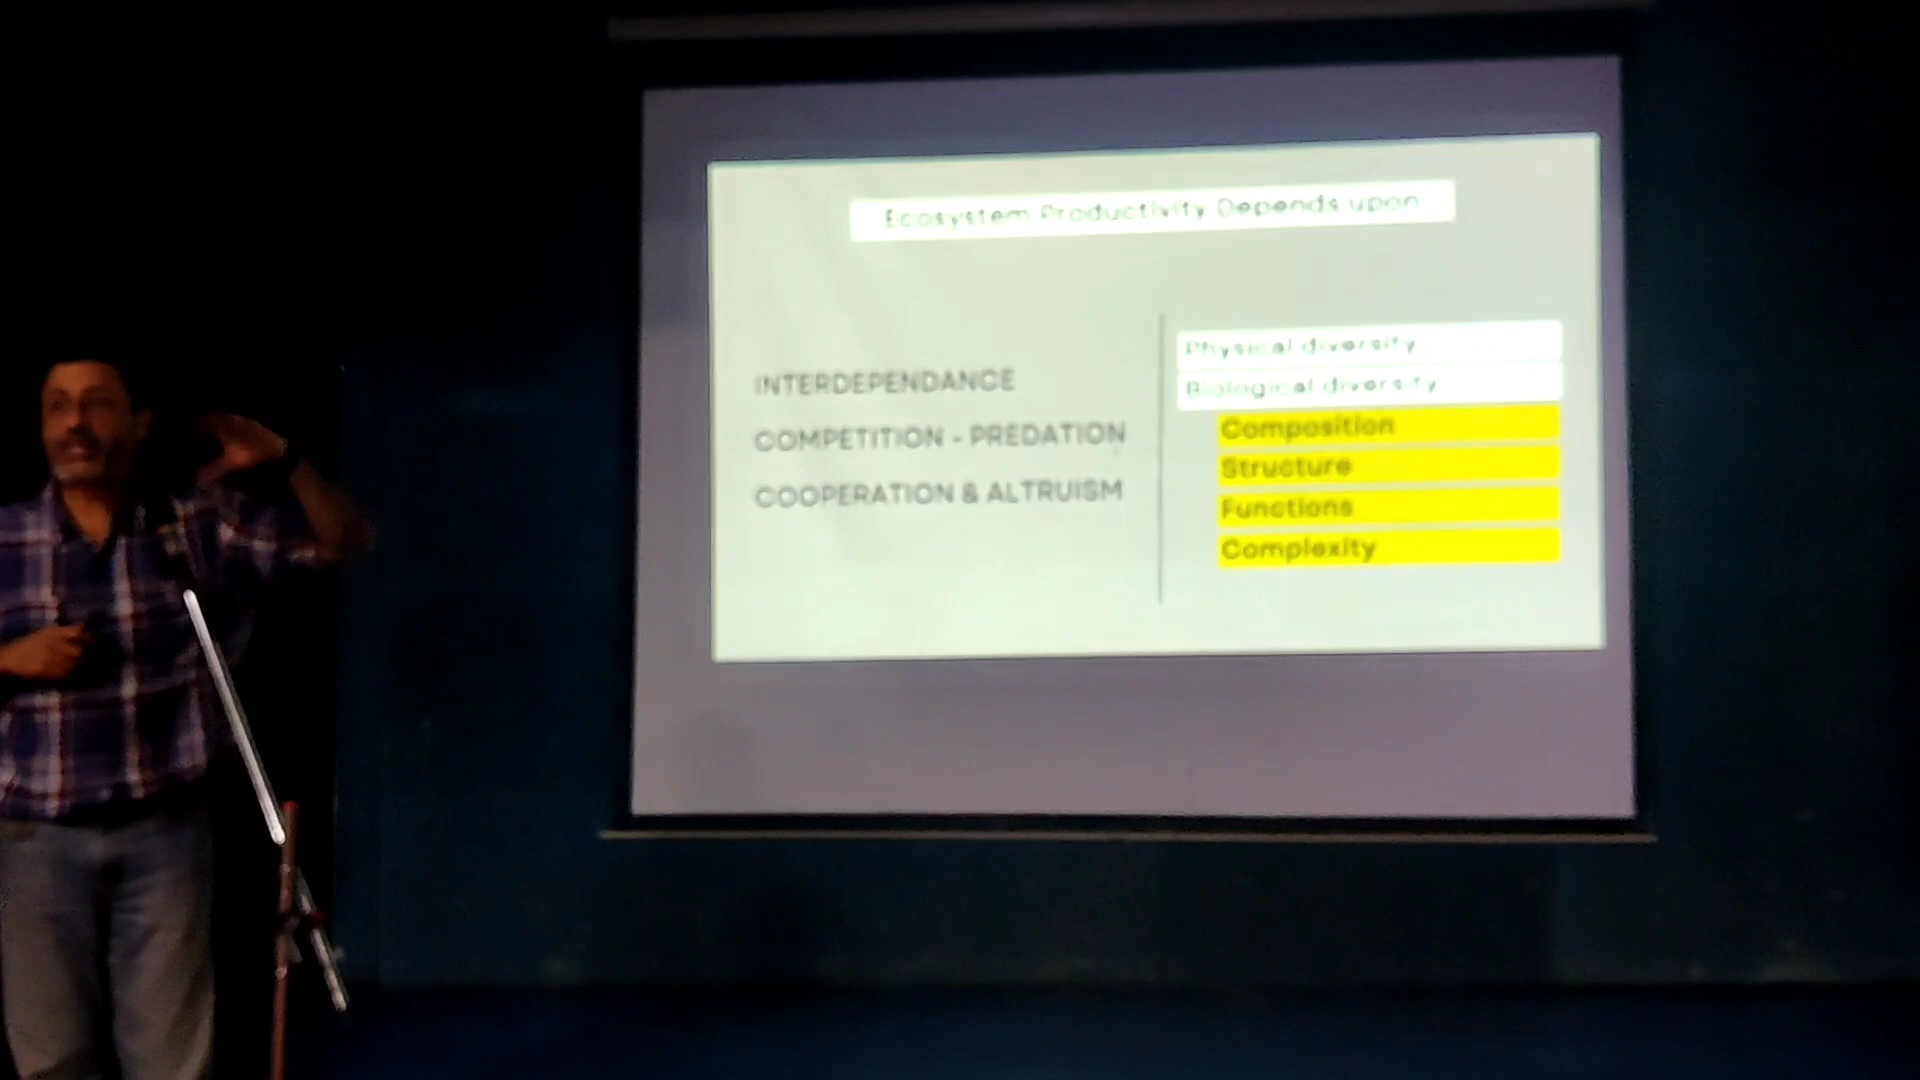 Ecosystem Productivity Depends upon
INTERDEPENDANCE
COMPETITION - PREDATION
COOPERATION & ALTRUISM
Physical diversity
Biological diversity
Composition
Structure
Functions
Complexity